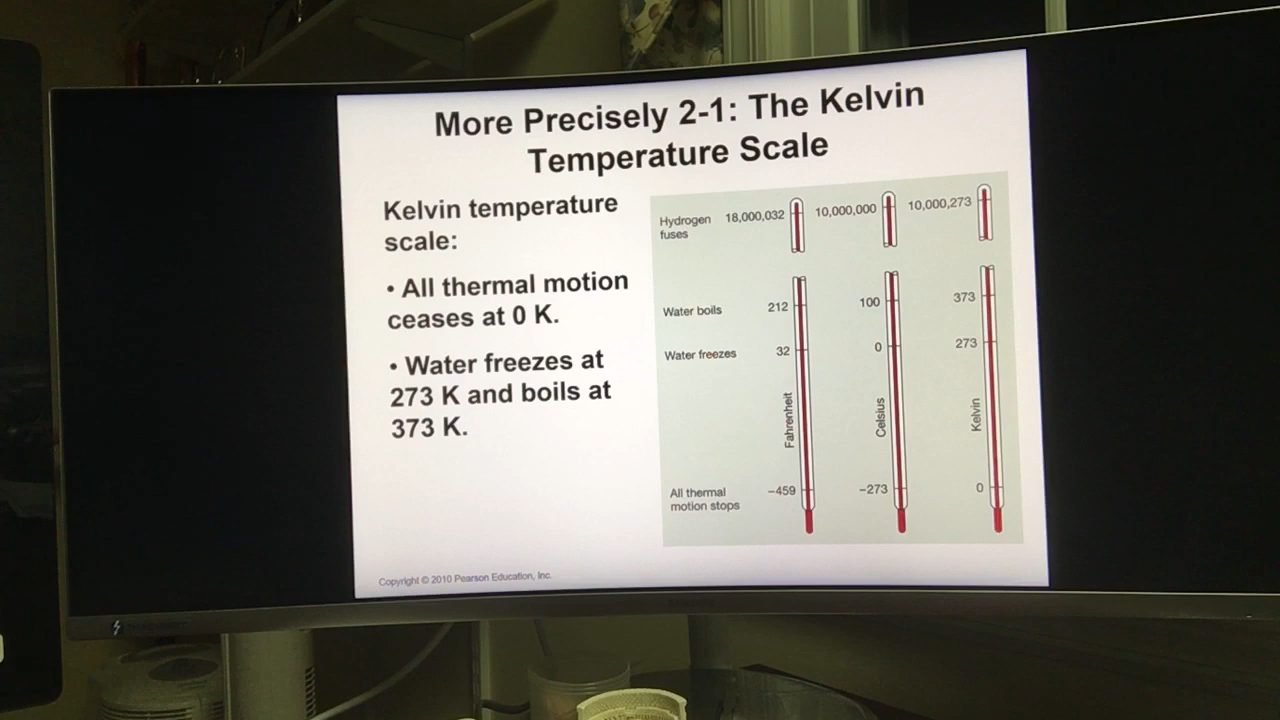 More Precisely 2-1: The Kelvin
Temperature Scale
Kelvin temperature
scale:
• All thermal motion
ceases at 0 K.
• Water freezes at
273 K and boils at
373 K.
Hydrogen
fuses
18,000,032
10,000,000
10,000,273
Water boils
212
100
373
Water freezes
32
0
273
Fahrenheit
Celsius
Kelvin
All thermal
motion stops
–459
–273
0
Copyright © 2010 Pearson Education, Inc.